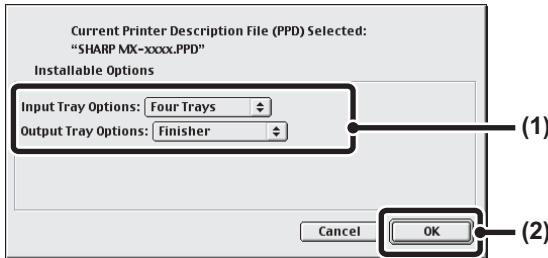 Current Printer Description File (PPD) Selected:
“SHARP MX-xxxx.PPD”
Installable Options
Input Tray Options: Four Trays
(1)
Output Tray Options: Finisher
Cancel
OK
(2)